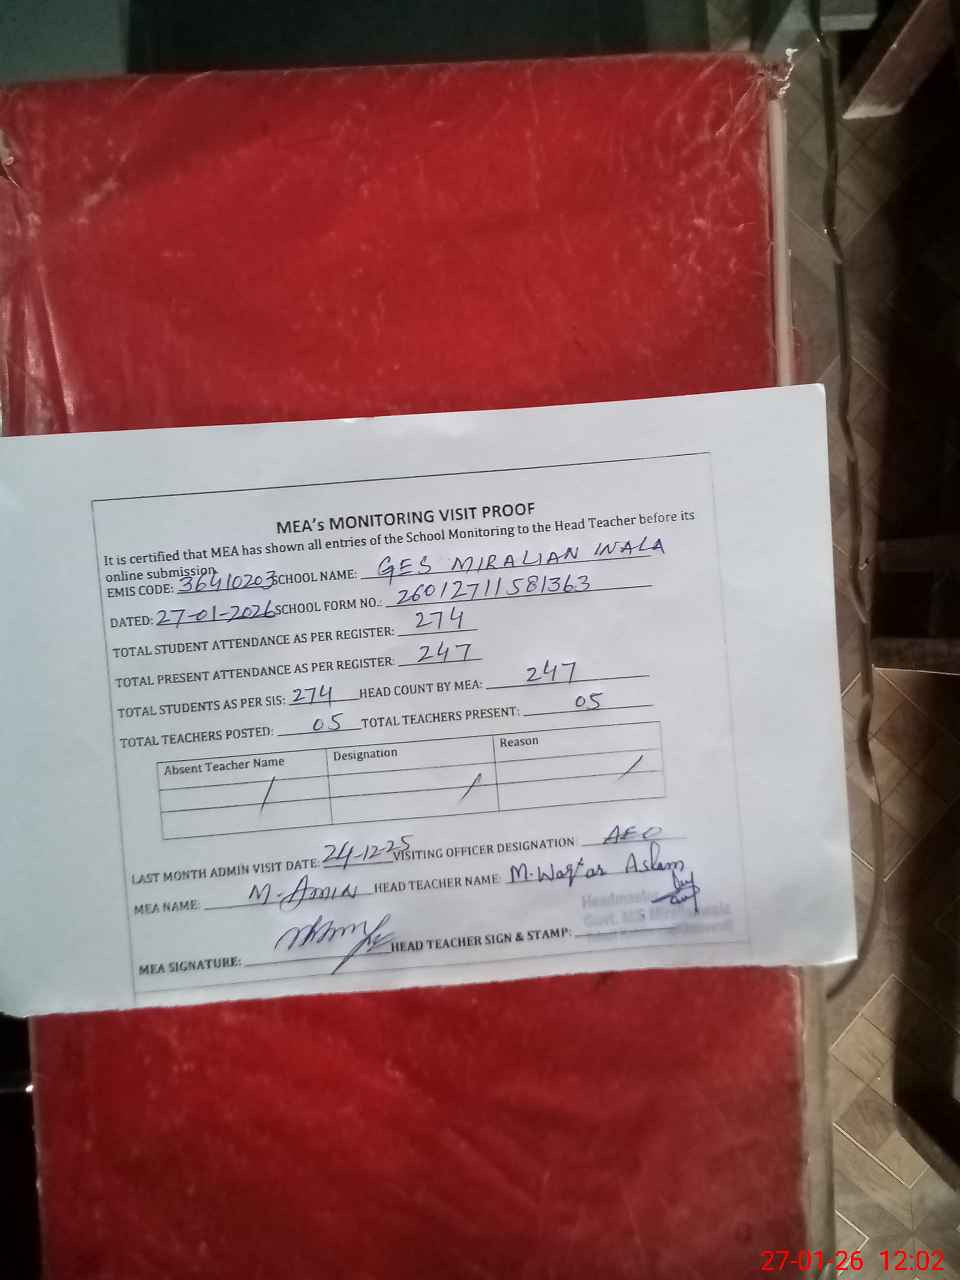 MEA's MONITORING VISIT PROOF
It is certified that MEA has shown all entries of the School Monitoring to the Head Teacher before its
online submission.
EMIS CODE: 36410203 SCHOOL NAME: GES MIRALIAN WALA
DATED: 27-01-2026 SCHOOL FORM NO.: 26012711581363
TOTAL STUDENT ATTENDANCE AS PER REGISTER: 274
TOTAL PRESENT ATTENDANCE AS PER REGISTER: 247
TOTAL STUDENTS AS PER SIS: 274 HEAD COUNT BY MEA: 247
TOTAL TEACHERS POSTED: 05 TOTAL TEACHERS PRESENT: 05
Absent Teacher Name Designation Reason
/ / /
LAST MONTH ADMIN VISIT DATE: 24-12-25 VISITING OFFICER DESIGNATION: AEO
MEA NAME: M. Amin HEAD TEACHER NAME: M. Waqas Aslam
Headmaster
Govt. M/S
MEA SIGNATURE: HEAD TEACHER SIGN & STAMP:
27-01-26 12:02